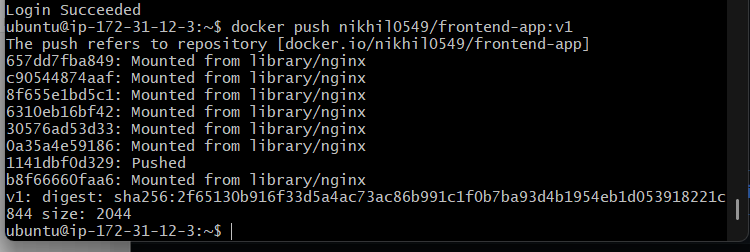 Login Succeeded
ubuntu@ip-172-31-12-3:~$ docker push nikhil0549/frontend-app:v1
The push refers to repository [docker.io/nikhil0549/frontend-app]
657dd7fba849: Mounted from library/nginx
c90544874aaf: Mounted from library/nginx
8f655e1bd5c1: Mounted from library/nginx
6310eb16bf42: Mounted from library/nginx
30576ad53d33: Mounted from library/nginx
0a35a4e59186: Mounted from library/nginx
1141dbf0d329: Pushed
b8f66660faa6: Mounted from library/nginx
v1: digest: sha256:2f65130b916f33d5a4ac73ac86b991c1f0b7ba93d4b1954eb1d053918221c
844 size: 2044
ubuntu@ip-172-31-12-3:~$